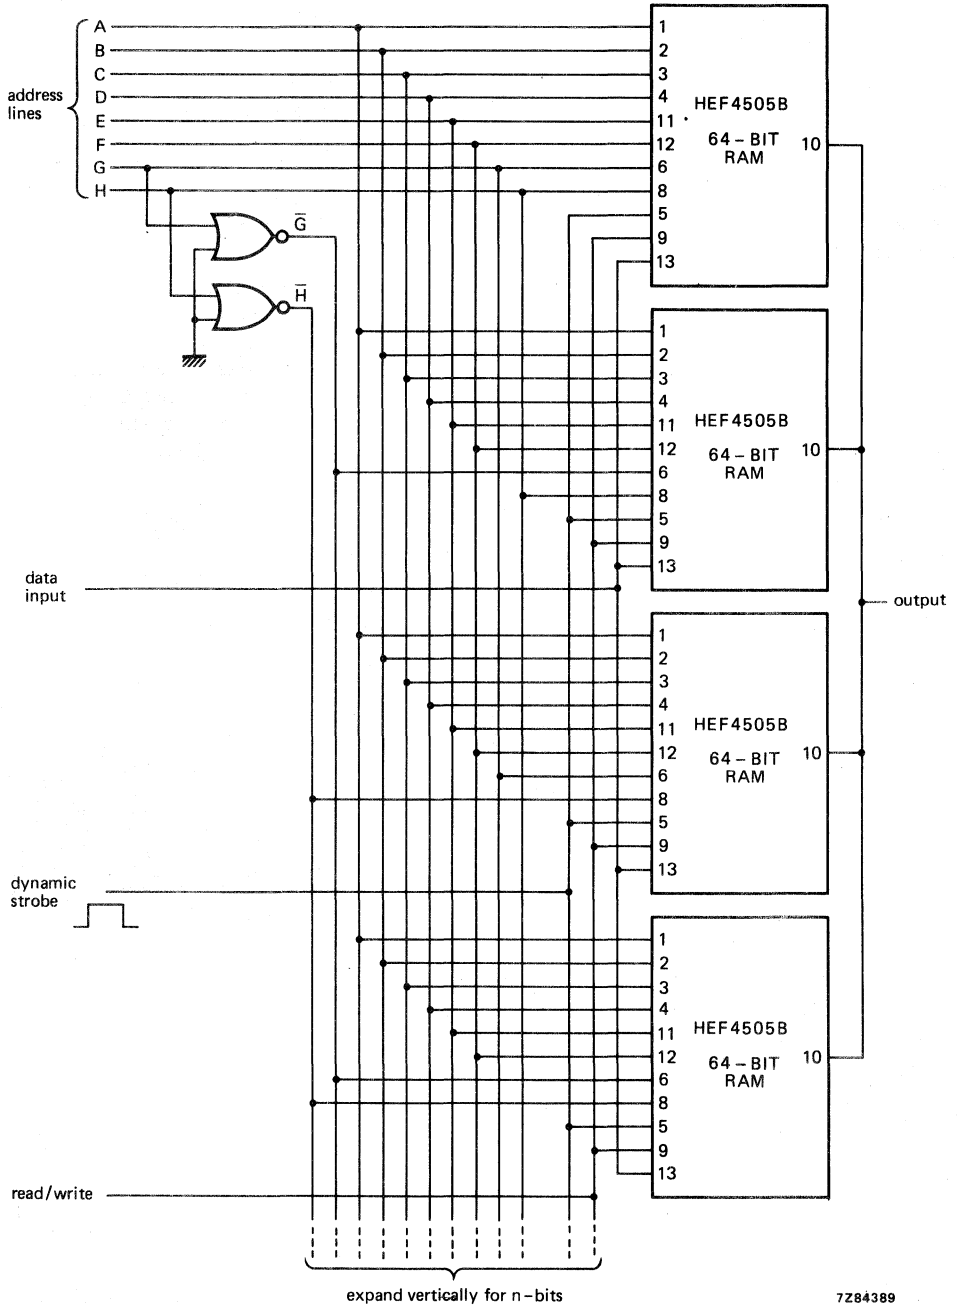 address
lines
A
B
C
D
E
F
G
H
G̅
H̅
1
2
3
4
11
12
6
8
5
9
13
HEF4505B
64-BIT
RAM
10
1
2
3
4
11
12
6
8
5
9
13
HEF4505B
64-BIT
RAM
10
data
input
output
1
2
3
4
11
12
6
8
5
9
13
HEF4505B
64-BIT
RAM
10
dynamic
strobe
1
2
3
4
11
12
6
8
5
9
13
HEF4505B
64-BIT
RAM
10
read/write
expand vertically for n-bits
7Z84389